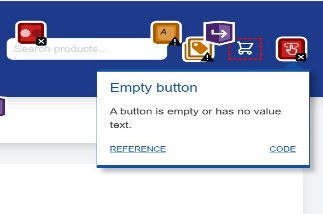 Search products...
A
Empty button
A button is empty or has no value
text.
REFERENCE
CODE